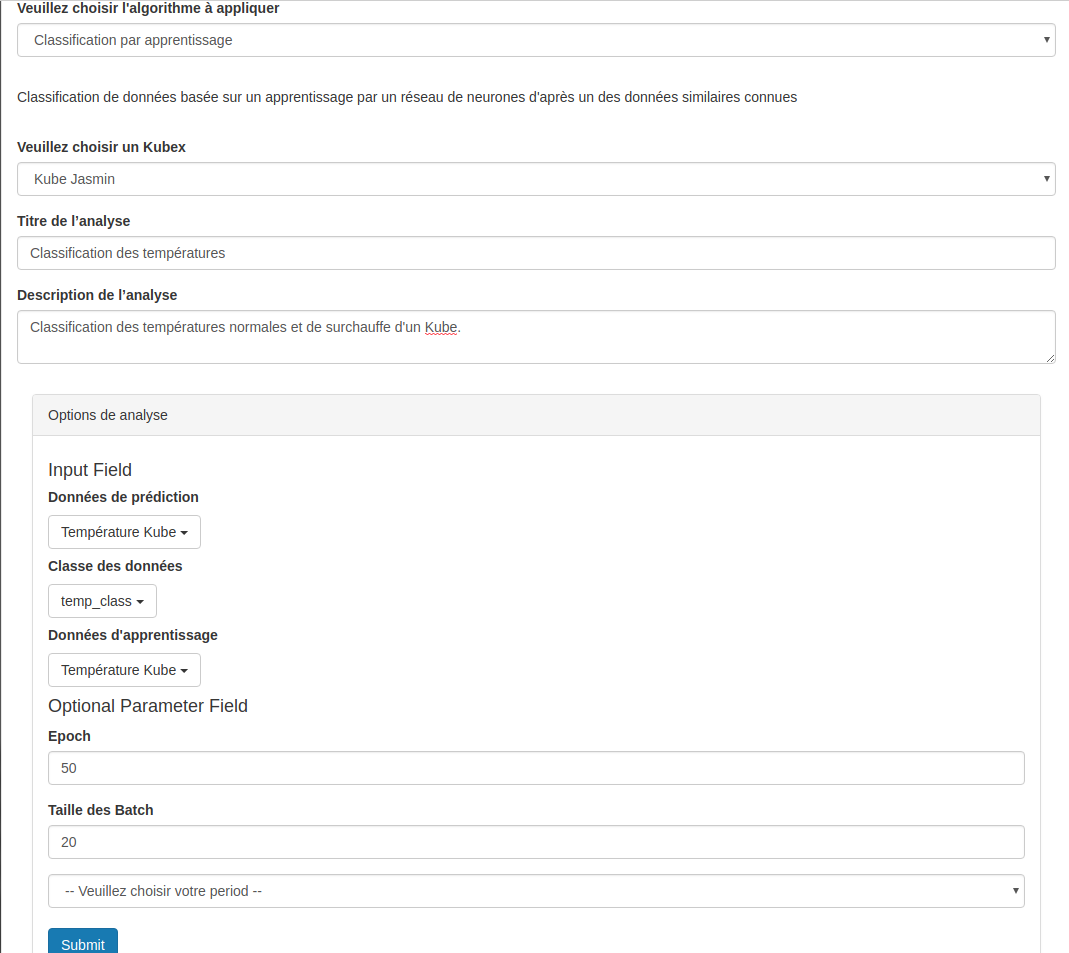 Veuillez choisir l'algorithme à appliquer
Classification par apprentissage
Classification de données basée sur un apprentissage par un réseau de neurones d'après un des données similaires connues
Veuillez choisir un Kubex
Kube Jasmin
Titre de l’analyse
Classification des températures
Description de l’analyse
Classification des températures normales et de surchauffe d'un Kube.
Options de analyse
Input Field
Données de prédiction
Température Kube
Classe des données
temp_class
Données d'apprentissage
Température Kube
Optional Parameter Field
Epoch
50
Taille des Batch
20
-- Veuillez choisir votre period --
Submit